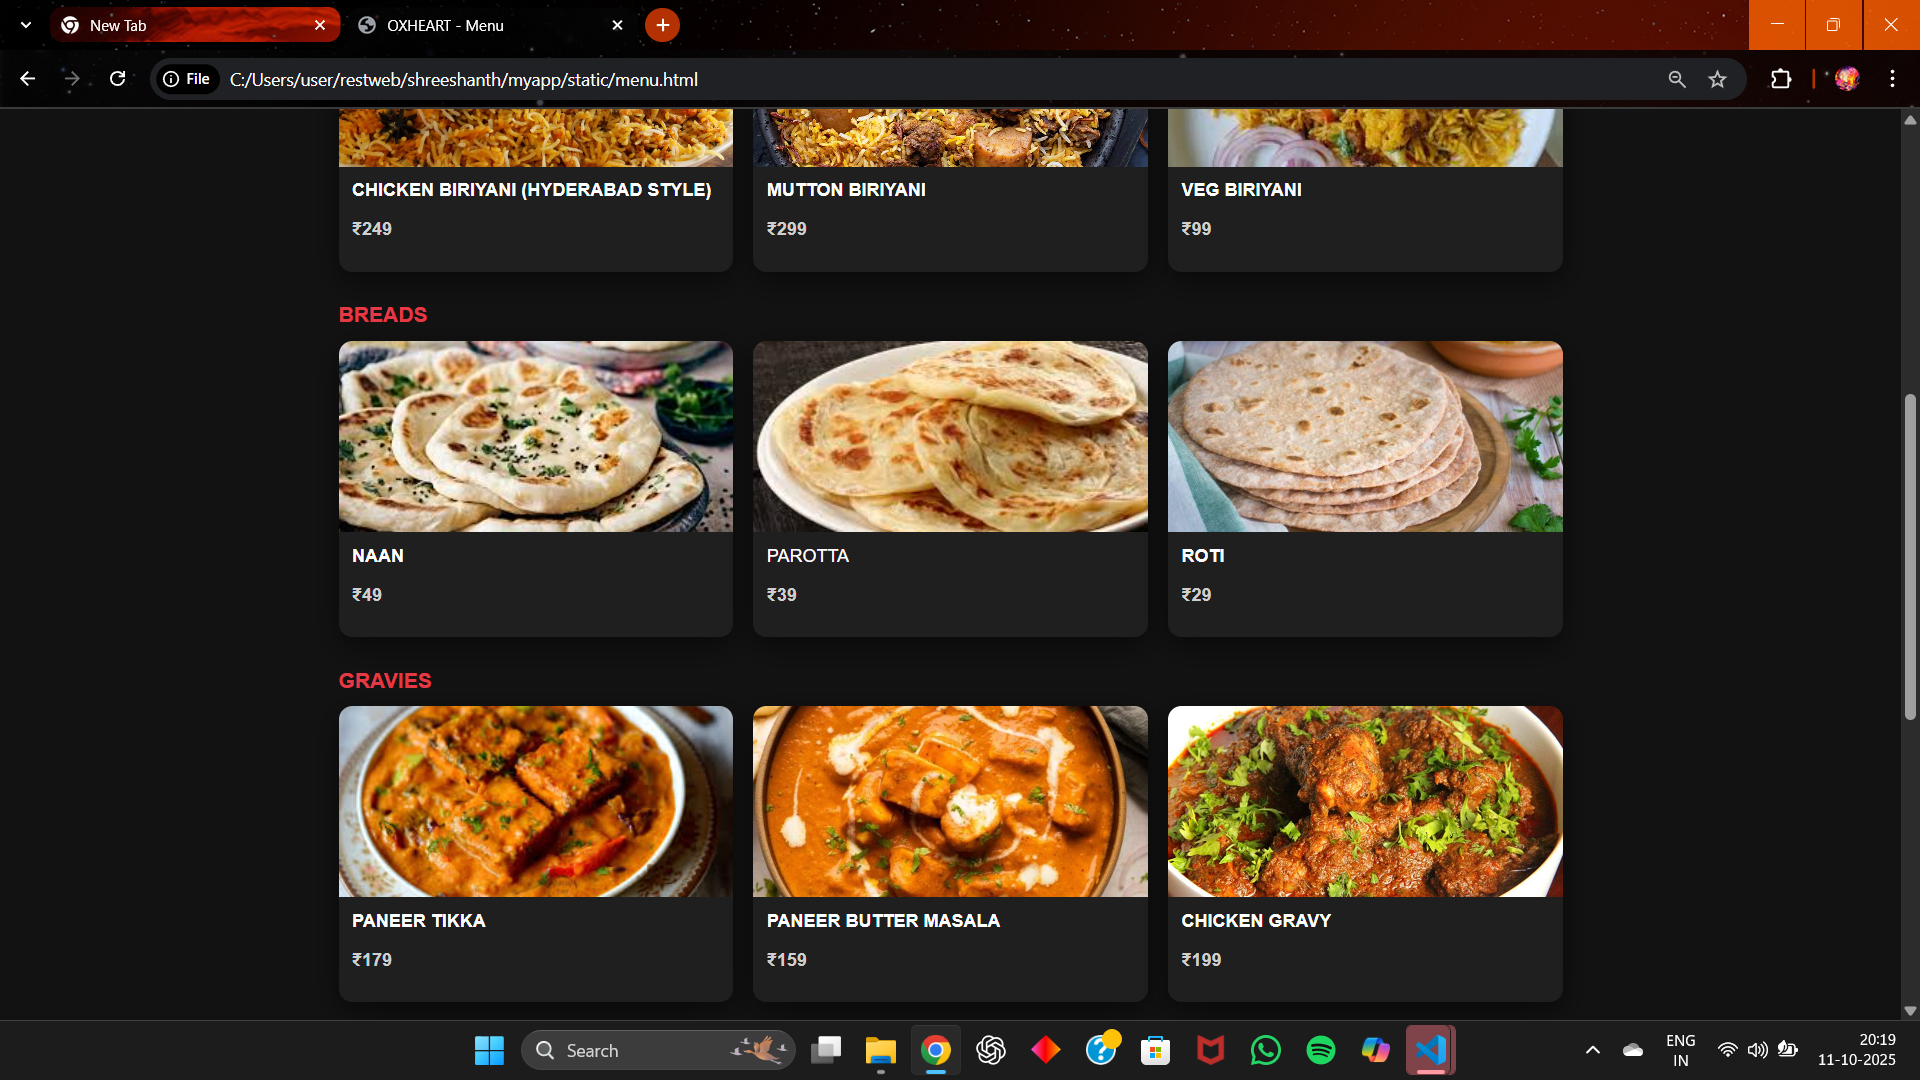 New Tab
OXHEART - Menu
File
C:/Users/user/restweb/shreeshanth/myapp/static/menu.html
CHICKEN BIRIYANI (HYDERABAD STYLE)
MUTTON BIRIYANI
VEG BIRIYANI
₹249
₹299
₹99
BREADS
NAAN
PAROTTA
ROTI
₹49
₹39
₹29
GRAVIES
PANEER TIKKA
PANEER BUTTER MASALA
CHICKEN GRAVY
₹179
₹159
₹199
Search
ENG
IN
20:19
11-10-2025